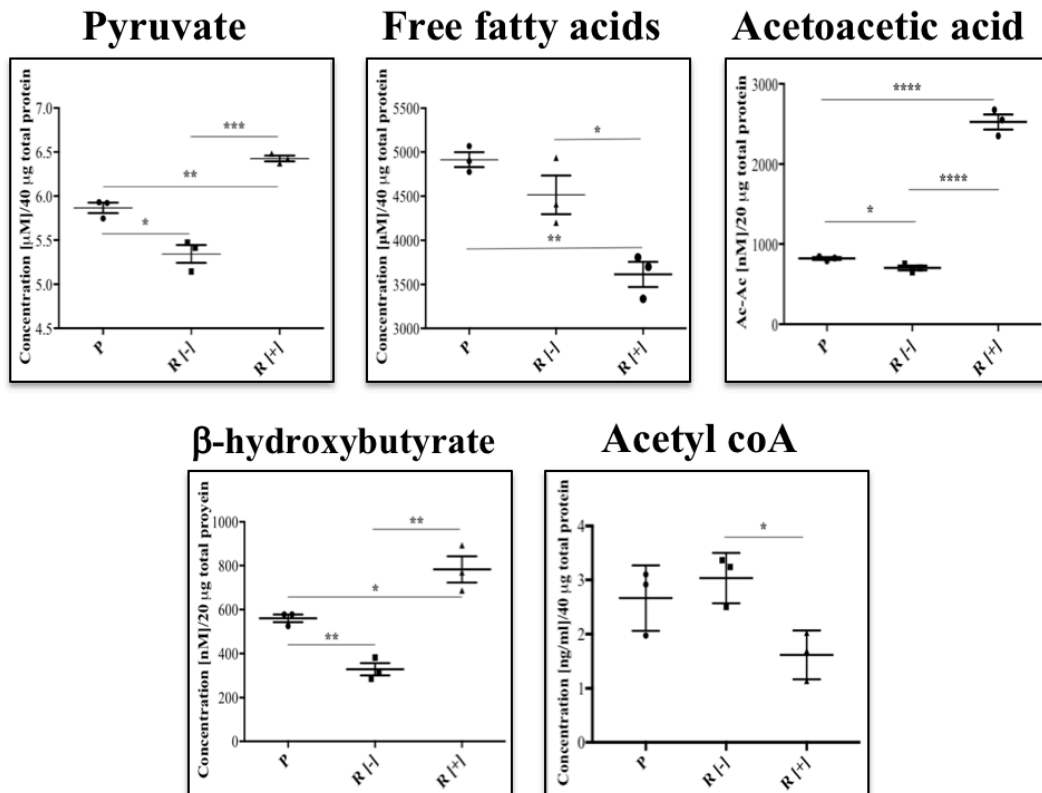 Pyruvate
Free fatty acids
Acetoacetic acid
Concentration [µM]/40 µg total protein
7.0
6.5
6.0
5.5
5.0
4.5
***
**
*
P
R [-]
R [+]
Concentration [µM]/40 µg total protein
5500
5000
4500
4000
3500
3000
*
**
P
R [-]
R [+]
Ac-Ac [nM]/20 µg total protein
3000
2000
1000
0
****
****
*
P
R [-]
R [+]
β-hydroxybutyrate
Acetyl coA
Concentration [nM]/20 µg total proyein
1000
800
600
400
200
0
**
*
**
P
R [-]
R [+]
Concentration [ng/ml]/40 µg total protein
4
3
2
1
0
*
P
R [-]
R [+]